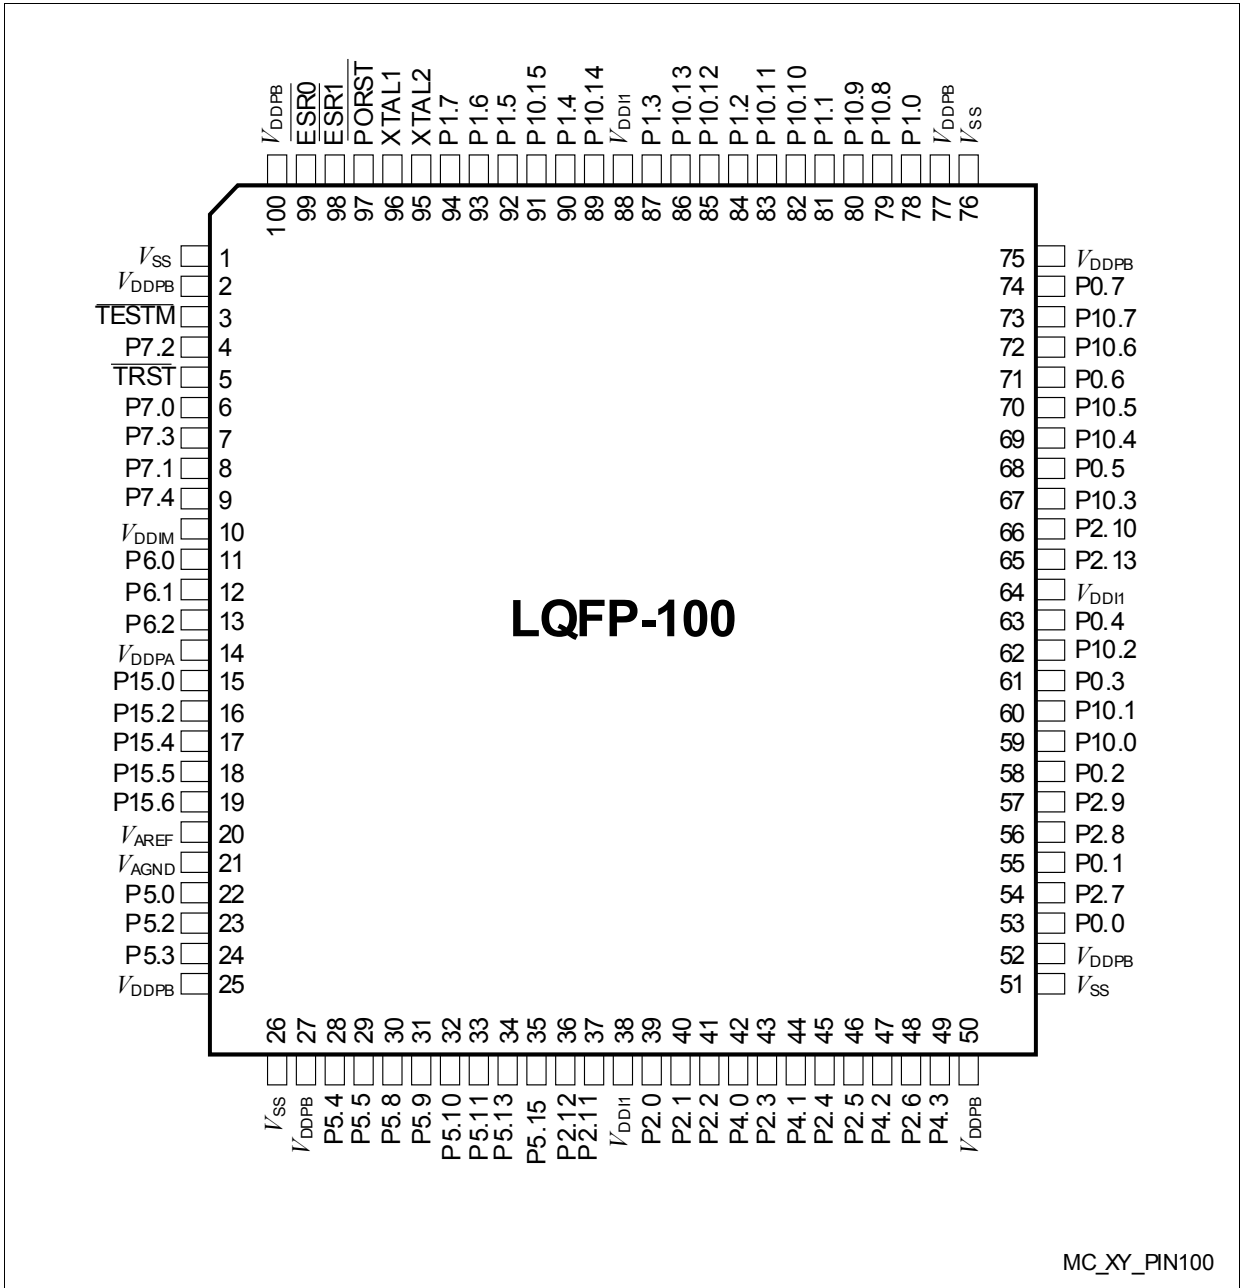 VDDPB
ESR0
ESR1
PORST
XTAL1
XTAL2
P1.7
P1.6
P1.5
P10.15
P1.4
P10.14
VDDI1
P1.3
P10.13
P10.12
P1.2
P10.11
P10.10
P1.1
P10.9
P10.8
P1.0
VDDPB
VSS
100
99
98
97
96
95
94
93
92
91
90
89
88
87
86
85
84
83
82
81
80
79
78
77
76
VSS 1
VDDPB 2
TESTM 3
P7.2 4
TRST 5
P7.0 6
P7.3 7
P7.1 8
P7.4 9
VDDIM 10
P6.0 11
P6.1 12
P6.2 13
VDDPA 14
P15.0 15
P15.2 16
P15.4 17
P15.5 18
P15.6 19
VAREF 20
VAGND 21
P5.0 22
P5.2 23
P5.3 24
VDDPB 25
LQFP-100
75 VDDPB
74 P0.7
73 P10.7
72 P10.6
71 P0.6
70 P10.5
69 P10.4
68 P0.5
67 P10.3
66 P2.10
65 P2.13
64 VDDI1
63 P0.4
62 P10.2
61 P0.3
60 P10.1
59 P10.0
58 P0.2
57 P2.9
56 P2.8
55 P0.1
54 P2.7
53 P0.0
52 VDDPB
51 VSS
26
27
28
29
30
31
32
33
34
35
36
37
38
39
40
41
42
43
44
45
46
47
48
49
50
VSS
VDDPB
P5.4
P5.5
P5.8
P5.9
P5.10
P5.11
P5.13
P5.15
P2.12
P2.11
VDDI1
P2.0
P2.1
P2.2
P4.0
P2.3
P4.1
P2.4
P2.5
P4.2
P2.6
P4.3
VDDPB
MC_XY_PIN100